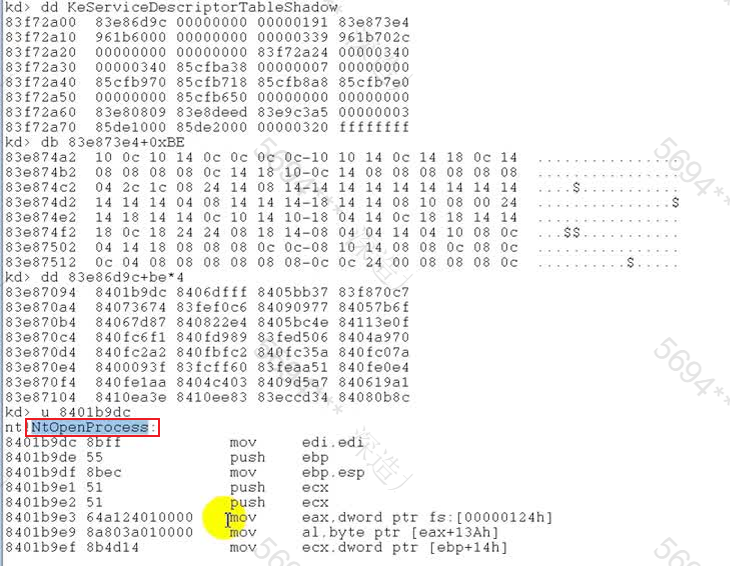 kd> dd KeServiceDescriptorTableShadow
83f72a00 83e86d9c 00000000 00000191 83e873e4
83f72a10 961b6000 00000000 00000339 961b702c
83f72a20 00000000 00000000 83f72a24 00000340
83f72a30 00000340 85cfba38 00000007 00000000
83f72a40 85cfb970 85cfb718 85cfb8a8 85cfb7e0
83f72a50 00000000 85cfb650 00000000 00000000
83f72a60 83e80809 83e8deed 83e9c3a5 00000003
83f72a70 85de1000 85de2000 00000320 ffffffff
kd> db 83e873e4+0xBE
83e874a2 10 0c 10 14 0c 0c 0c 0c-10 10 14 0c 14 18 0c 14 ................
83e874b2 08 08 08 08 0c 14 18 10-0c 14 08 08 08 08 08 08 ................
83e874c2 04 2c 1c 08 24 14 08 14-14 14 14 14 14 14 14 14 .,..$...........
83e874d2 14 14 14 04 08 14 14 14-18 14 14 08 10 08 00 24 ...............$
83e874e2 14 18 14 14 0c 10 14 10-18 04 14 0c 18 18 14 14 ................
83e874f2 18 0c 18 24 24 08 18 14-08 04 04 14 04 10 08 0c ...$$...........
83e87502 04 14 18 08 08 08 0c 0c-08 10 14 08 08 0c 08 0c ................
83e87512 0c 04 08 08 08 08 08 08-0c 0c 24 00 08 08 08 0c ..........$.....
kd> dd 83e86d9c+be*4
83e87094 8401b9dc 8406dfff 8405bb37 83f870c7
83e870a4 84073674 83fef0c6 84090977 84057b6f
83e870b4 84067d87 840822e4 8405bc4e 84113e0f
83e870c4 840fc6f1 840fd989 83fed506 8404a970
83e870d4 840fc2a2 840fbfc2 840fc35a 840fc07a
83e870e4 8400093f 83fcff60 83feaa51 840fe0e4
83e870f4 840fe1aa 8404c403 8409d5a7 840619a1
83e87104 8410ea3e 8410ee83 83eccd34 84080b8c
kd> u 8401b9dc
nt!NtOpenProcess:
8401b9dc 8bff mov edi,edi
8401b9de 55 push ebp
8401b9df 8bec mov ebp,esp
8401b9e1 51 push ecx
8401b9e2 51 push ecx
8401b9e3 64a124010000 mov eax,dword ptr fs:[00000124h]
8401b9e9 8a803a010000 mov al,byte ptr [eax+13Ah]
8401b9ef 8b4d14 mov ecx,dword ptr [ebp+14h]
5694** 深造)
5694**
5694**
5694** 深造)
5694**